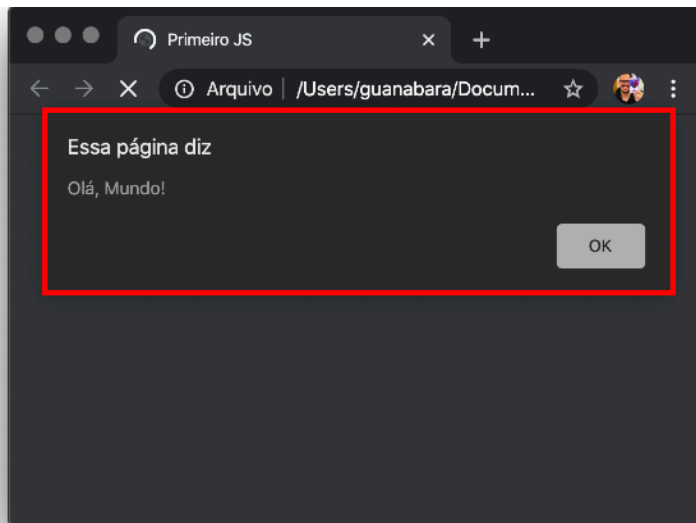 Primeiro JS
Arquivo | /Users/guanabara/Docum...
Essa página diz
Olá, Mundo!
OK